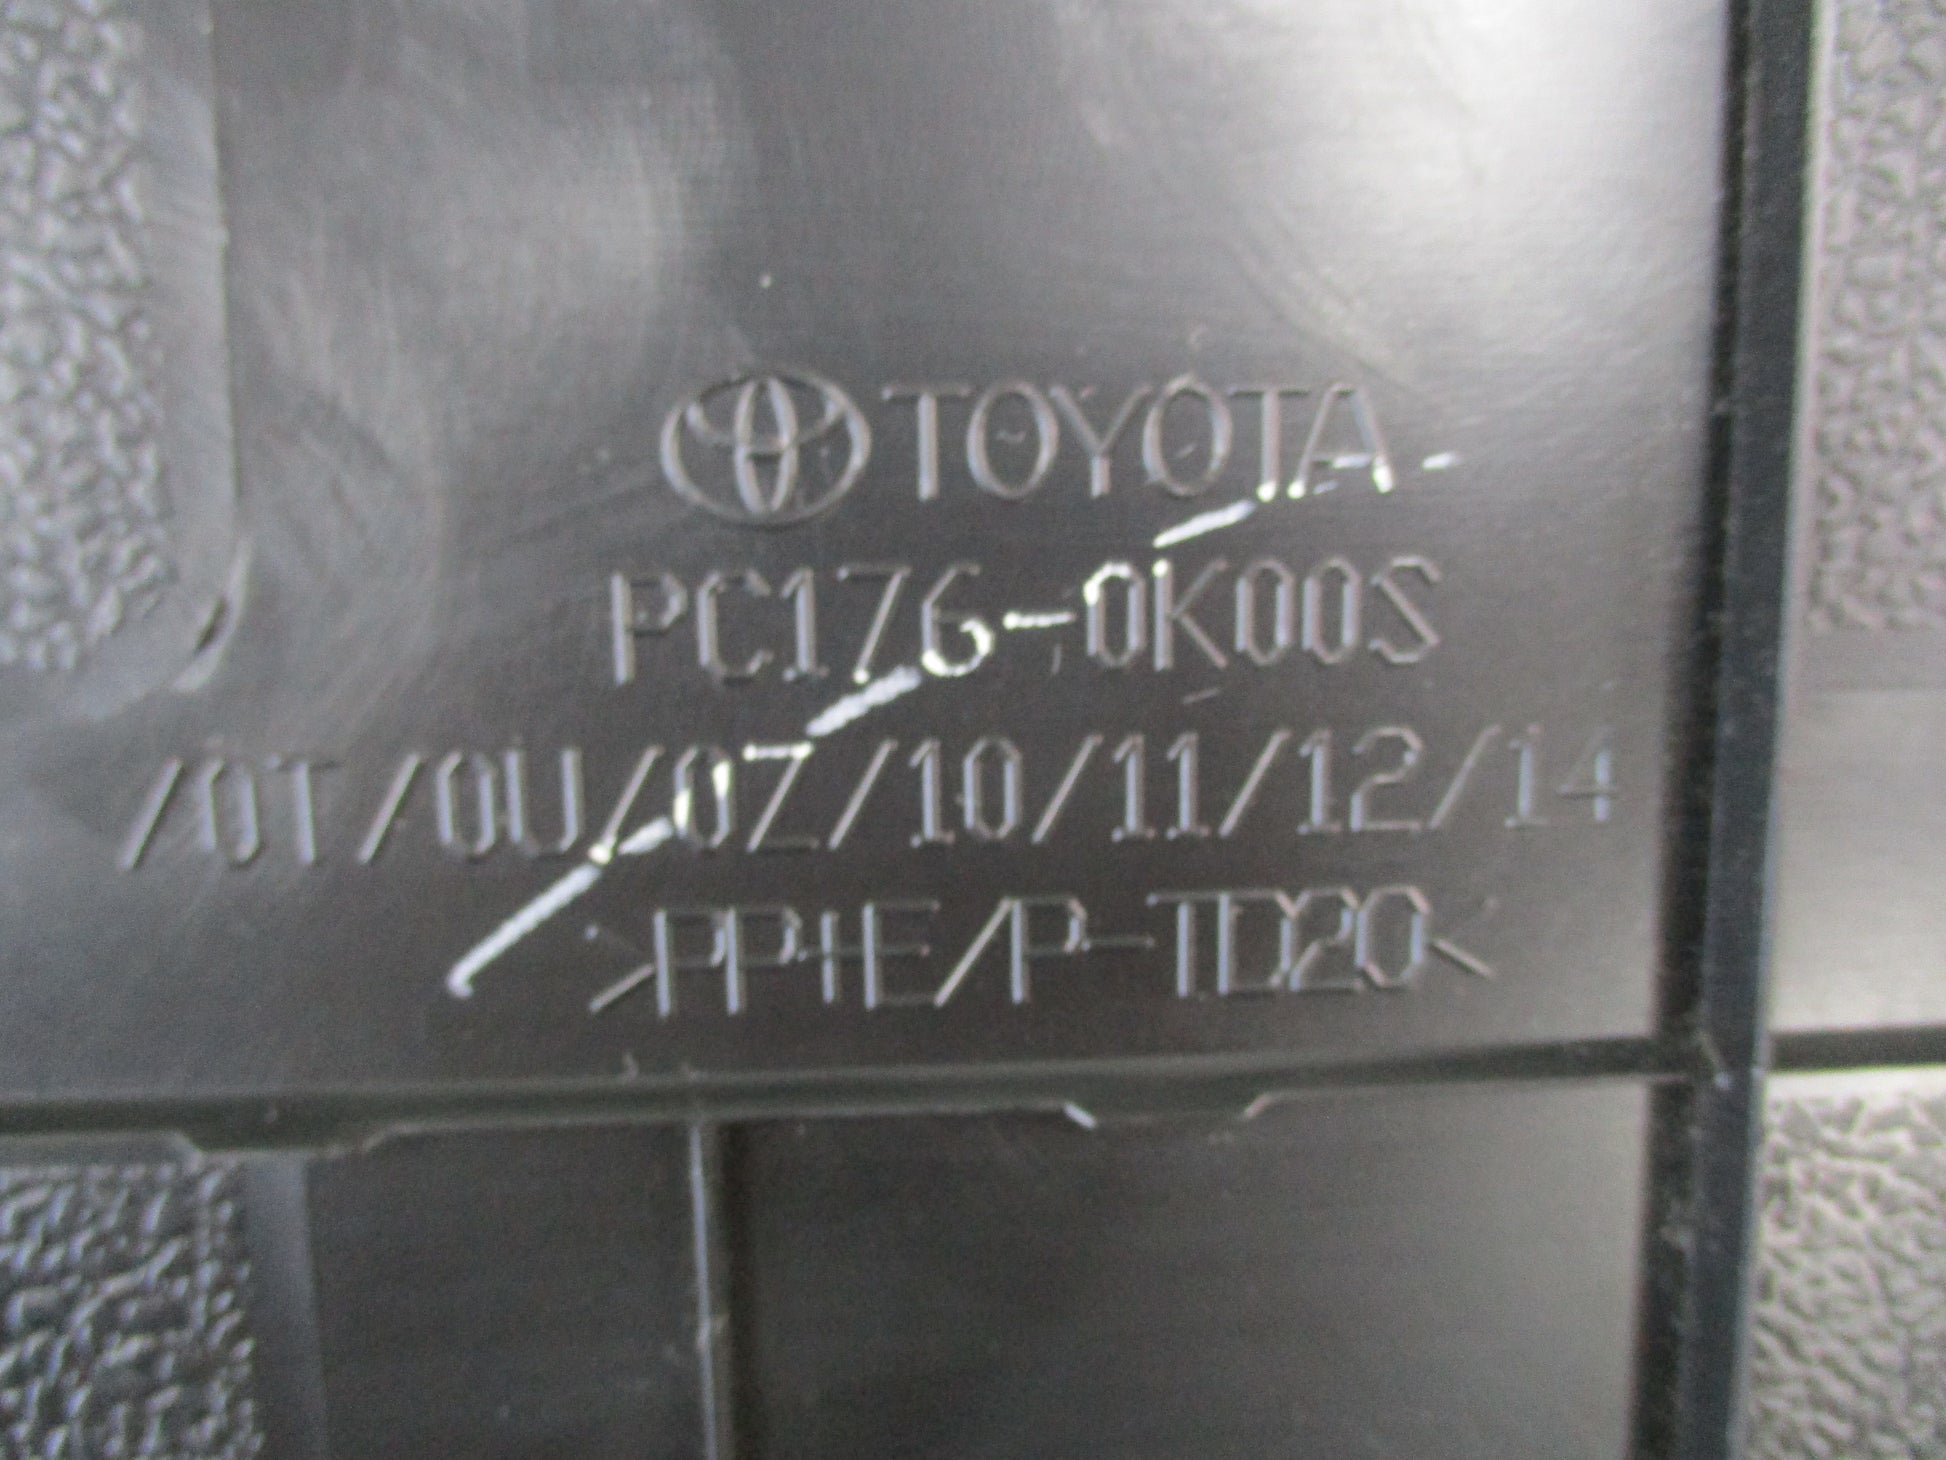 TOYOTA
PC176-0K00S
/0T/0U/0Z/10/11/12/14
>PP+E/P-TD20<